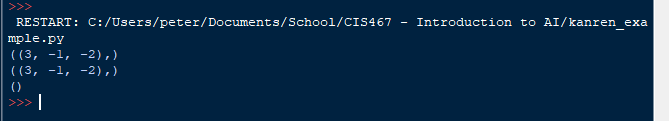 >>>
 RESTART: C:/Users/peter/Documents/School/CIS467 - Introduction to AI/kanren_exa
mple.py
((3, -1, -2),)
((3, -1, -2),)
()
>>>